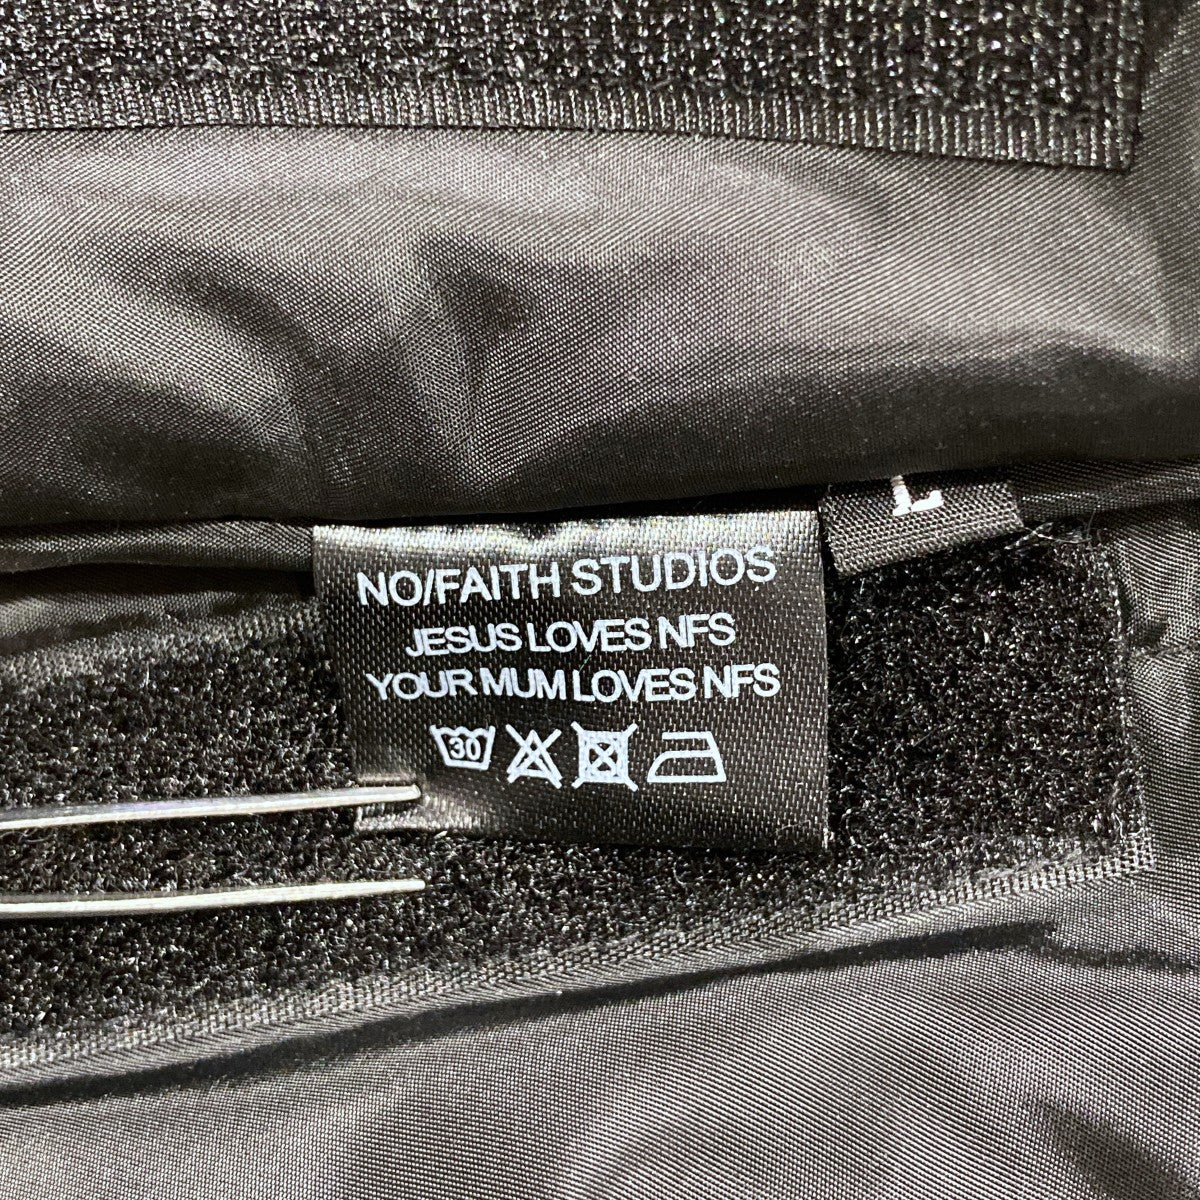 L
NO/FAITH STUDIOS
JESUS LOVES NFS
YOUR MUM LOVES NFS
30